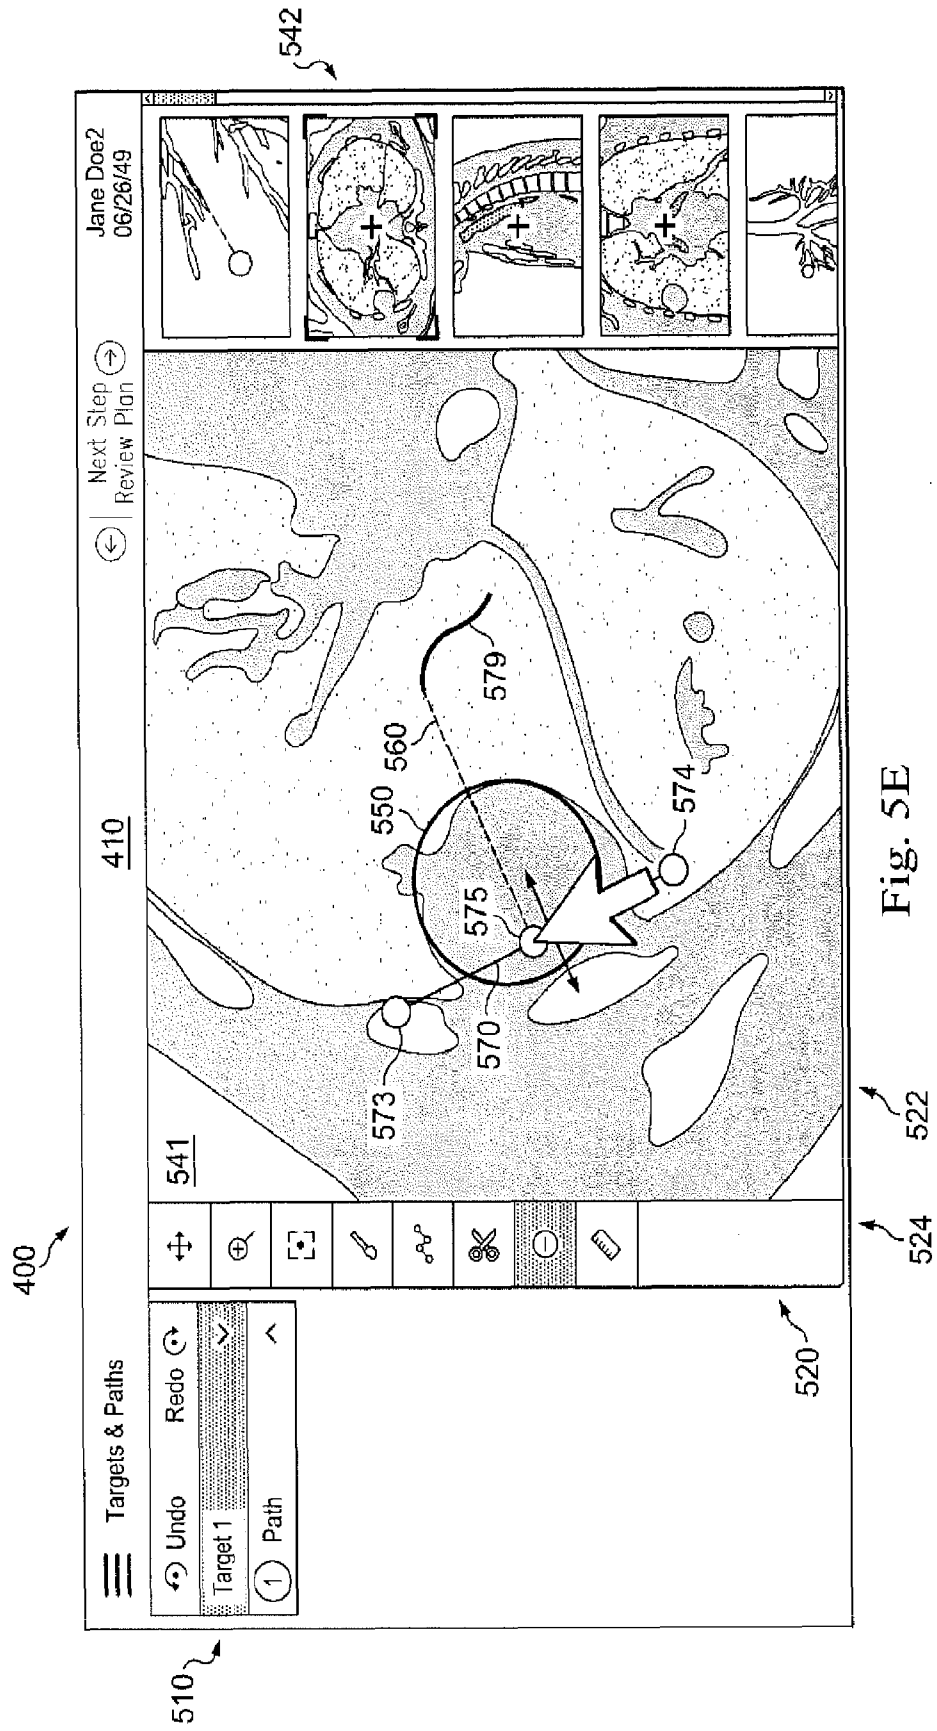 400
410
542
Targets & Paths
← Next Step →
Review Plan
Jane Doe2
06/26/49
Undo
Redo
Target 1
1 Path
510
541
573
570
575
550
560
579
574
520
524
522
Fig. 5E